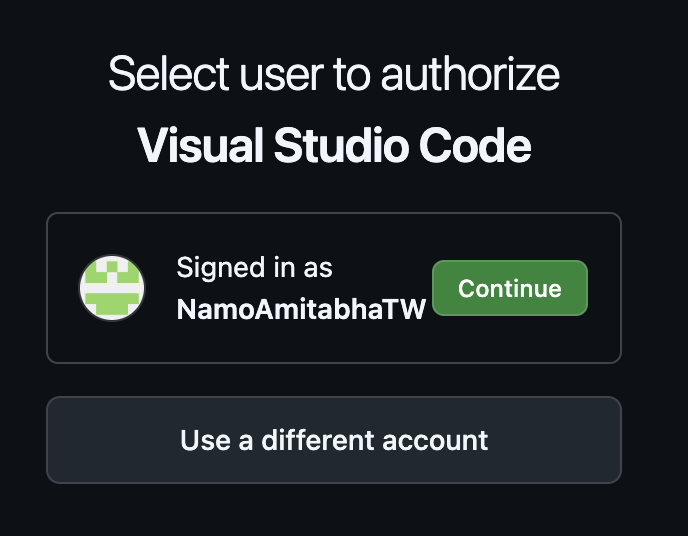 Select user to authorize
Visual Studio Code
Signed in as
NamoAmitabhaTW
Continue
Use a different account